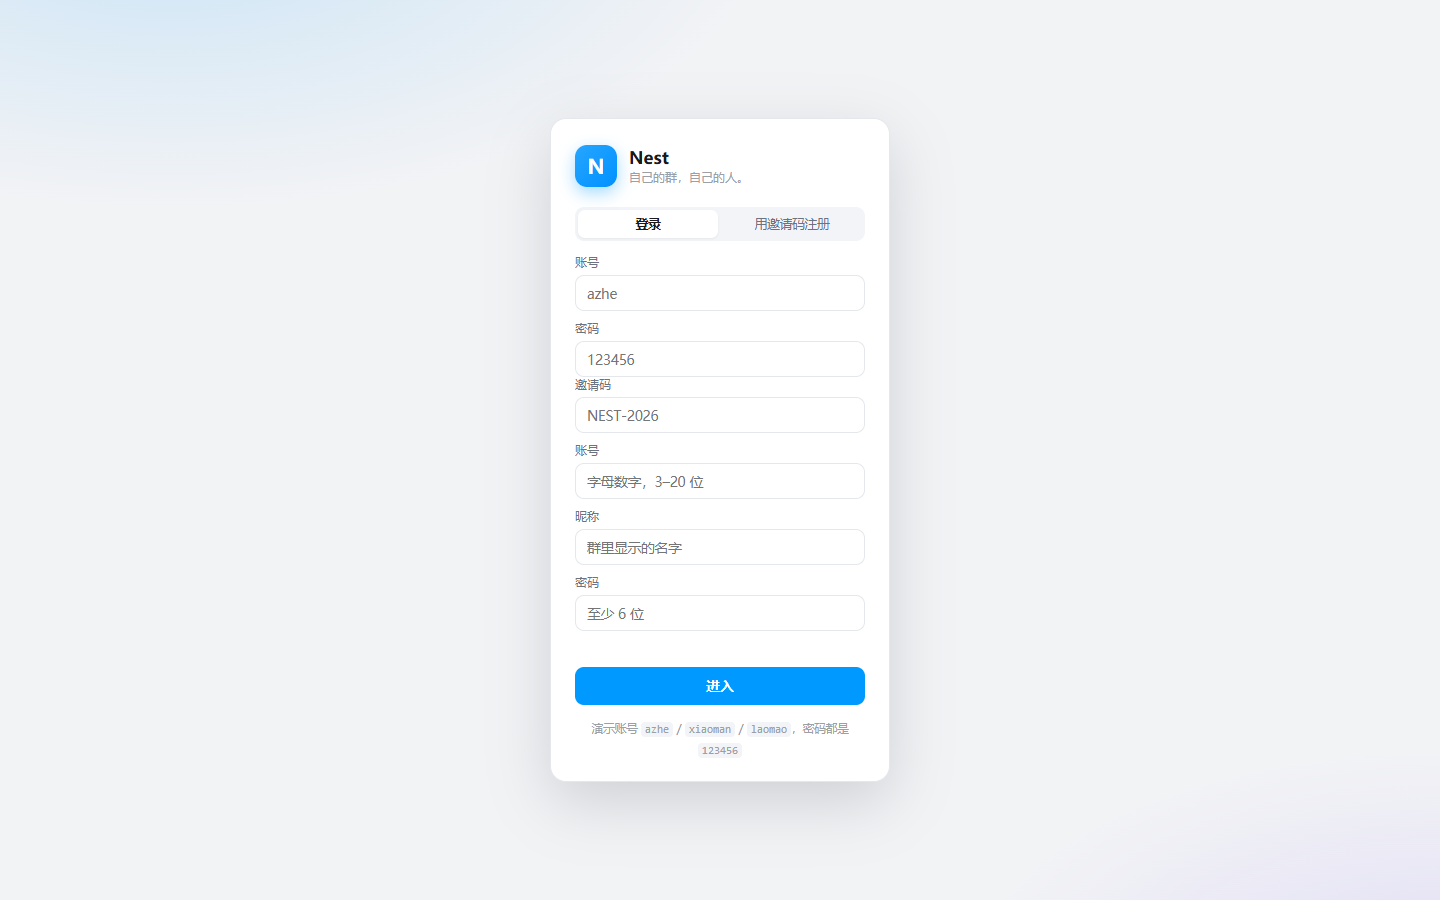 N
Nest
自己的群，自己的人。
登录 用邀请码注册
账号
azhe
密码
123456
邀请码
NEST-2026
账号
字母数字，3–20 位
昵称
群里显示的名字
密码
至少 6 位
进入
演示账号 azhe / xiaoman / laomao，密码都是
123456